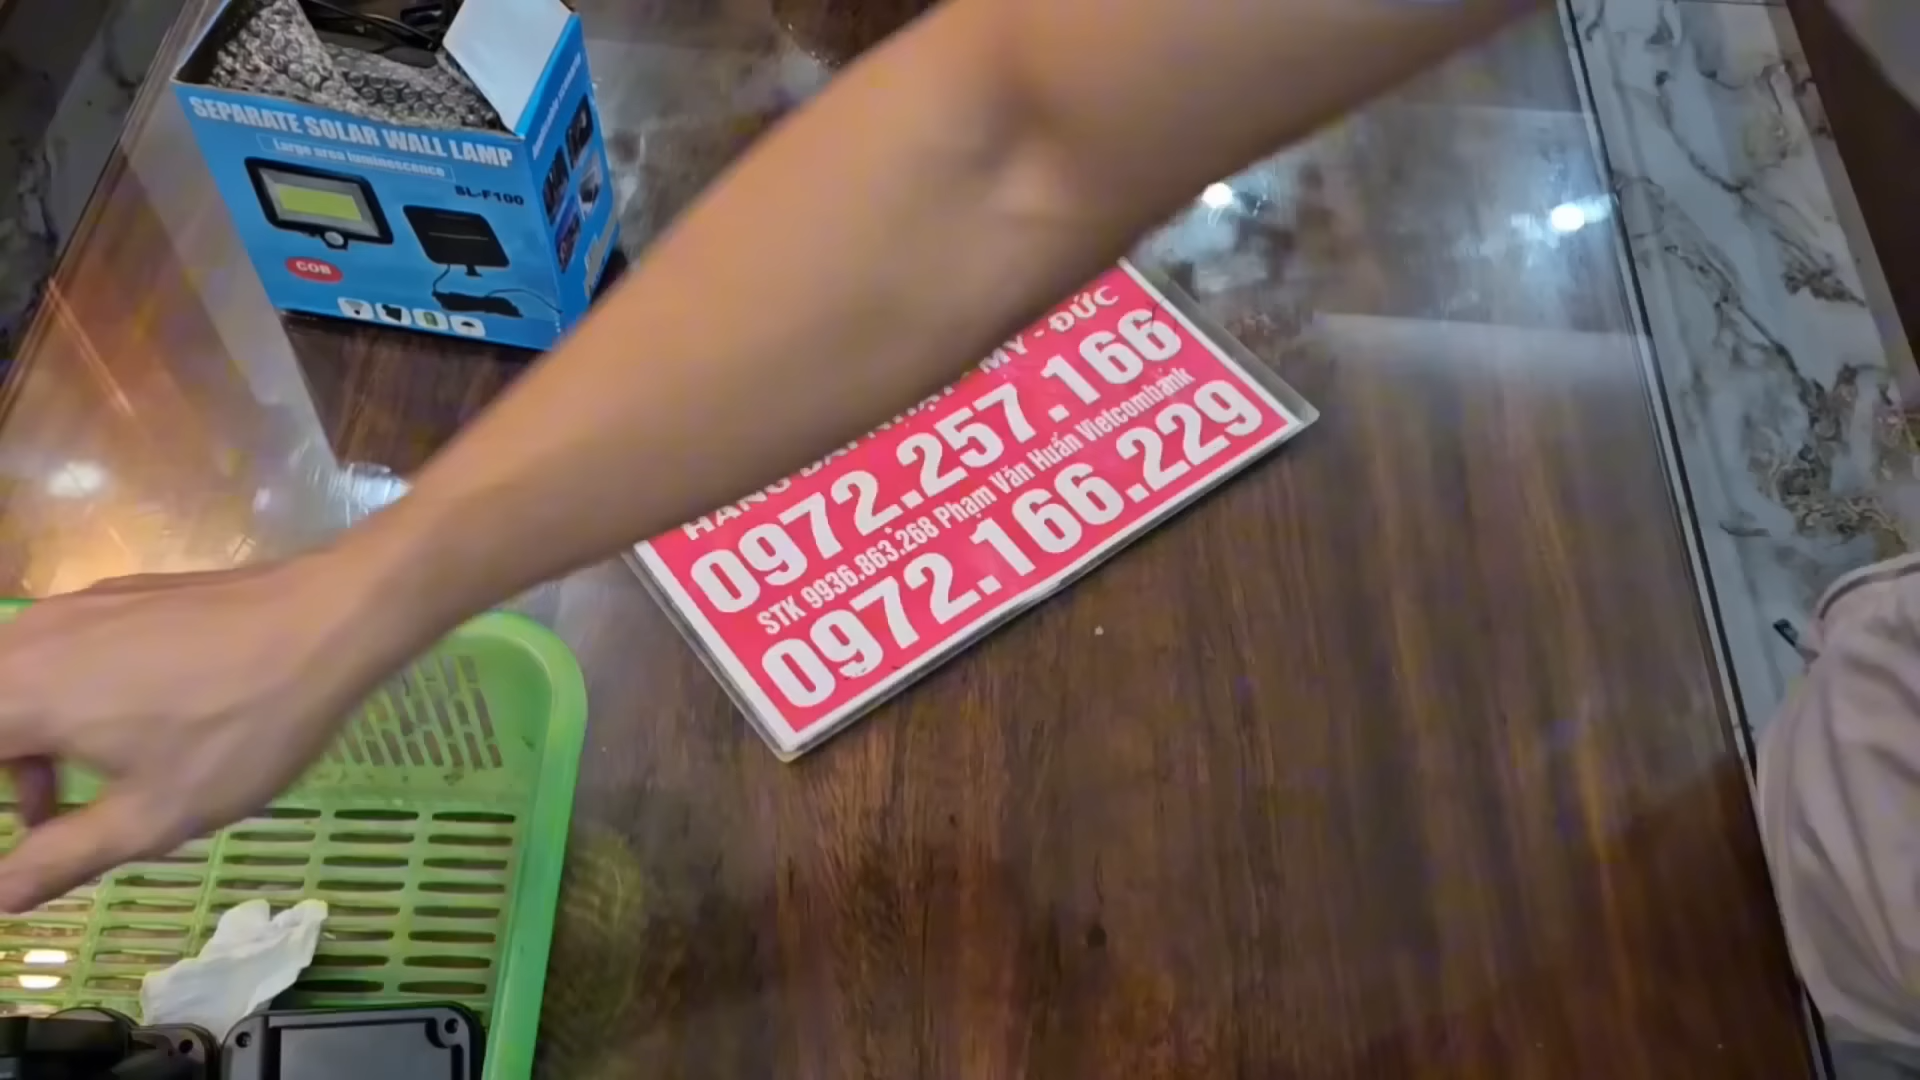 SEPARATE SOLAR WALL LAMP
Large area luminescence
SL-F100
COB
MỸ - ĐỨC
0972.257.166
STK 9936.863.268 Phạm Văn Huấn Vietcombank
0972.166.229